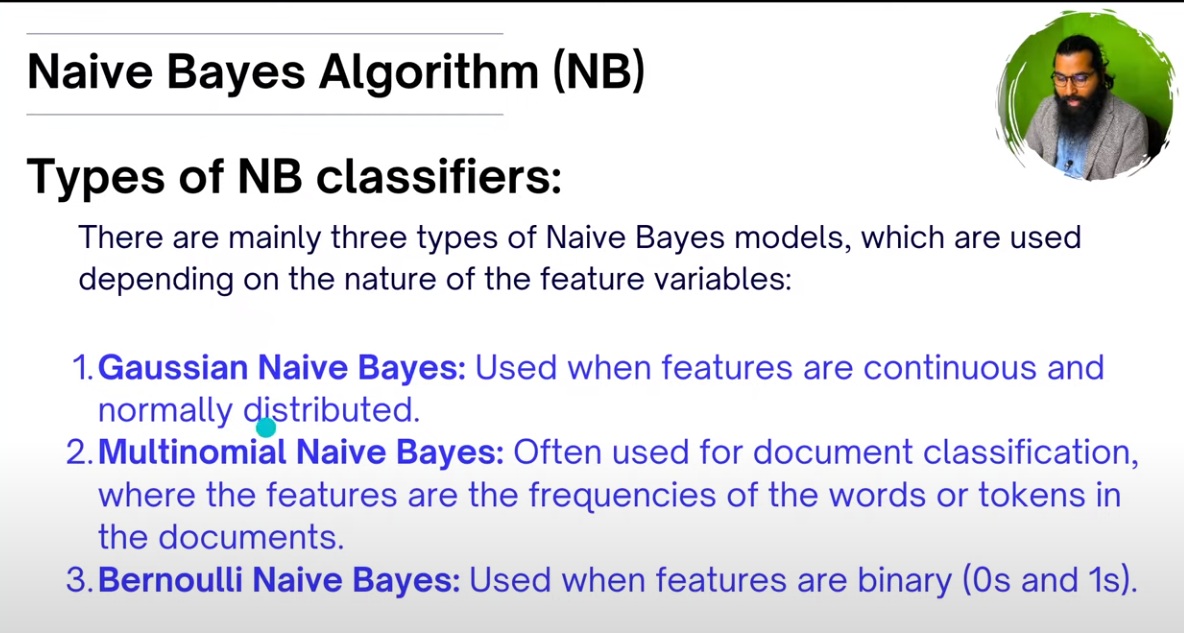 Naive Bayes Algorithm (NB)
Types of NB classifiers:
There are mainly three types of Naive Bayes models, which are used
depending on the nature of the feature variables:
1. Gaussian Naive Bayes: Used when features are continuous and
normally distributed.
2. Multinomial Naive Bayes: Often used for document classification,
where the features are the frequencies of the words or tokens in
the documents.
3. Bernoulli Naive Bayes: Used when features are binary (0s and 1s).